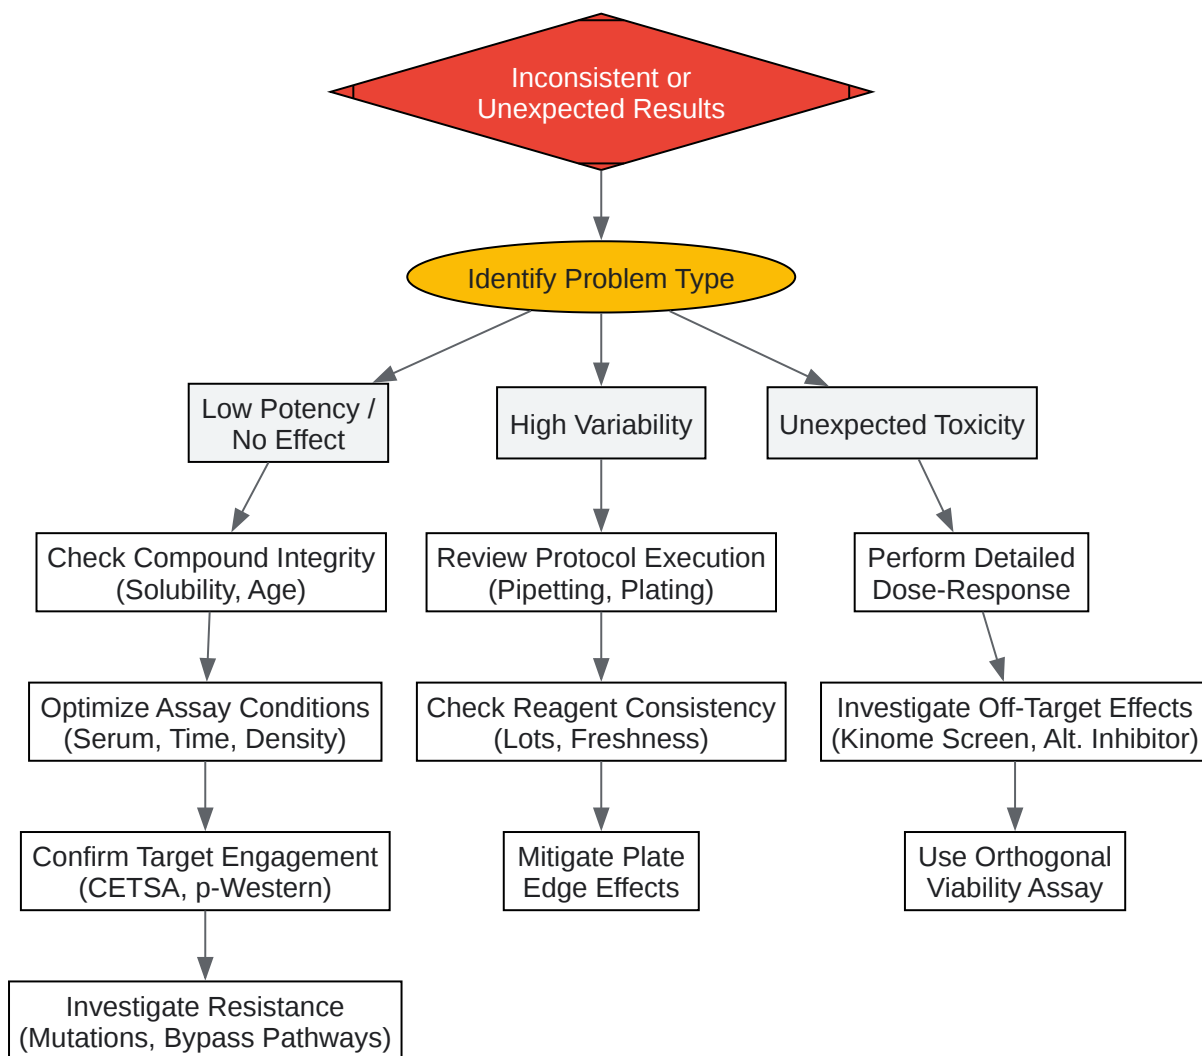 Inconsistent or
Unexpected Results
Identify Problem Type
Low Potency /
No Effect
High Variability
Unexpected Toxicity
Check Compound Integrity
(Solubility, Age)
Review Protocol Execution
(Pipetting, Plating)
Perform Detailed
Dose-Response
Optimize Assay Conditions
(Serum, Time, Density)
Check Reagent Consistency
(Lots, Freshness)
Investigate Off-Target Effects
(Kinome Screen, Alt. Inhibitor)
Confirm Target Engagement
(CETSA, p-Western)
Mitigate Plate
Edge Effects
Use Orthogonal
Viability Assay
Investigate Resistance
(Mutations, Bypass Pathways)